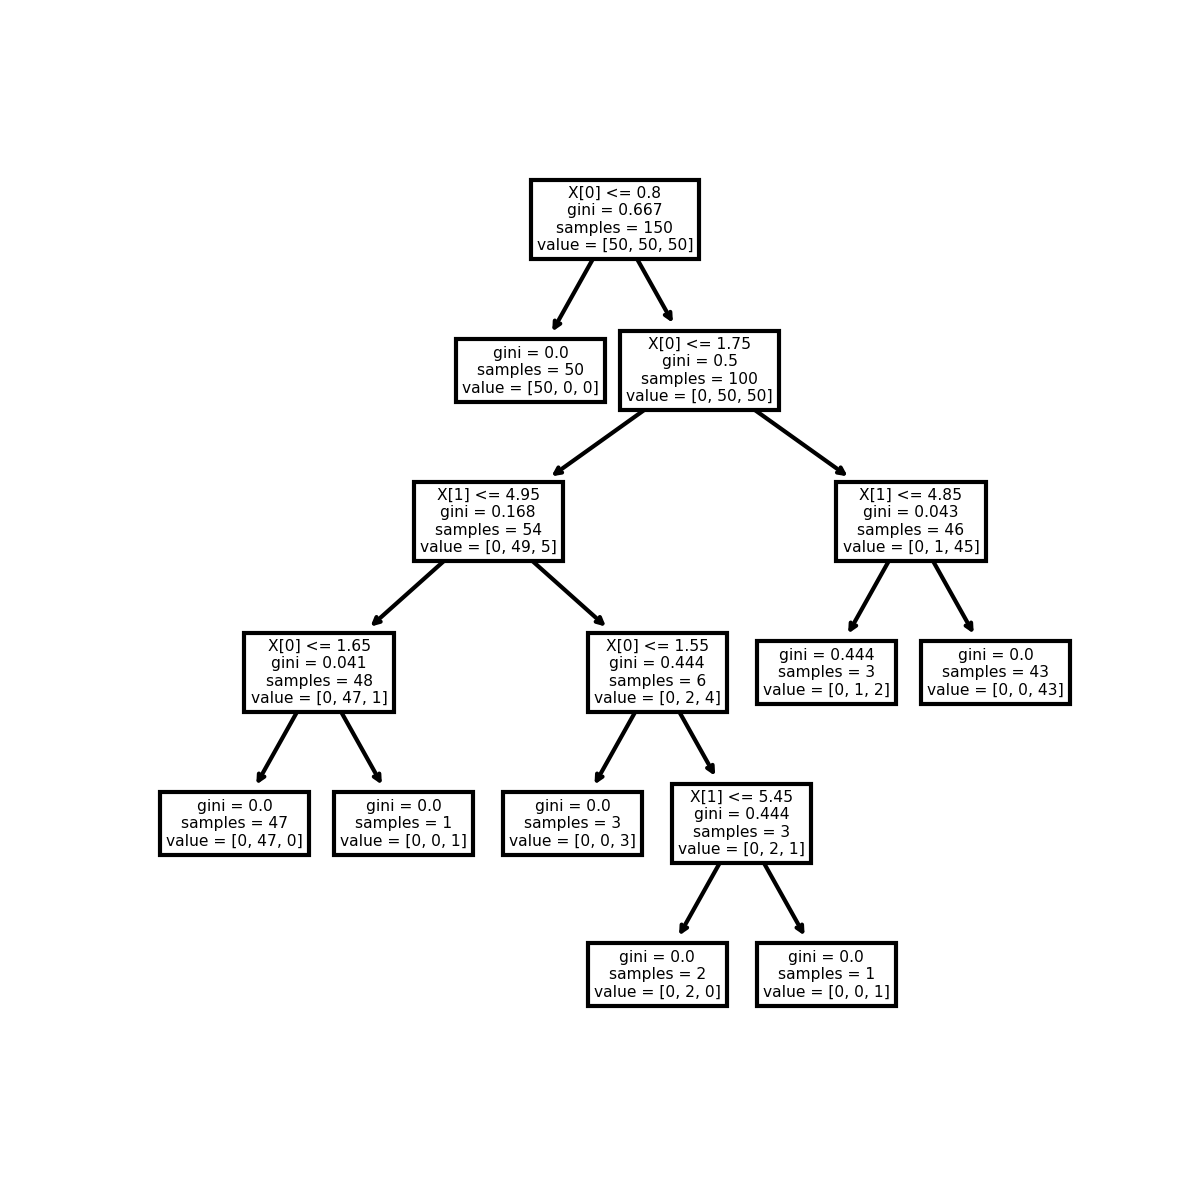 X[0] <= 0.8
gini = 0.667
samples = 150
value = [50, 50, 50]
gini = 0.0
samples = 50
value = [50, 0, 0]
X[0] <= 1.75
gini = 0.5
samples = 100
value = [0, 50, 50]
X[1] <= 4.95
gini = 0.168
samples = 54
value = [0, 49, 5]
X[1] <= 4.85
gini = 0.043
samples = 46
value = [0, 1, 45]
X[0] <= 1.65
gini = 0.041
samples = 48
value = [0, 47, 1]
X[0] <= 1.55
gini = 0.444
samples = 6
value = [0, 2, 4]
gini = 0.444
samples = 3
value = [0, 1, 2]
gini = 0.0
samples = 43
value = [0, 0, 43]
gini = 0.0
samples = 47
value = [0, 47, 0]
gini = 0.0
samples = 1
value = [0, 0, 1]
gini = 0.0
samples = 3
value = [0, 0, 3]
X[1] <= 5.45
gini = 0.444
samples = 3
value = [0, 2, 1]
gini = 0.0
samples = 2
value = [0, 2, 0]
gini = 0.0
samples = 1
value = [0, 0, 1]